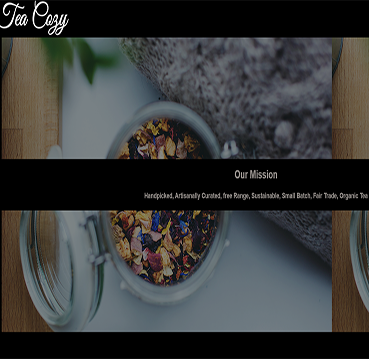 Tea Cozy
Our Mission
Handpicked, Artisanally Curated, free Range, Sustainable, Small Batch, Fair Trade, Organic Tea